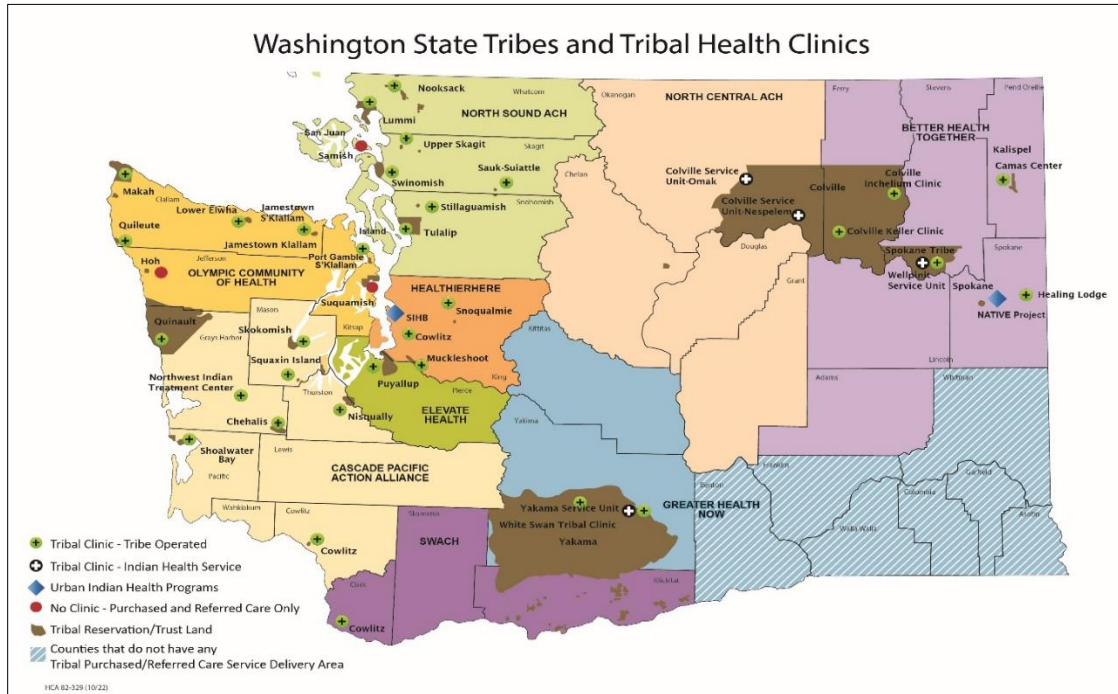 Washington State Tribes and Tribal Health Clinics
Nooksack
Whatcom
Lummi
NORTH SOUND ACH
San Juan
Samish
Upper Skagit
Skagit
Swinomish
Sauk-Suiattle
Snohomish
Stillaguamish
Tulalip
Island
Okanogan
NORTH CENTRAL ACH
Chelan
Douglas
Grant
Ferry
Stevens
Pend Oreille
BETTER HEALTH
TOGETHER
Kalispel
Camas Center
Colville Service
Unit-Omak
Colville Service
Unit-Nespelem
Colville
Colville
Inchelium Clinic
Colville Keller Clinic
Spokane Tribe
Wellpinit
Service Unit
Spokane
Spokane
NATIVE Project
Healing Lodge
Lincoln
Adams
Whitman
Makah
Clallam
Lower Elwha
Jamestown
S'Klallam
Quileute
Jamestown Klallam
Jefferson
Port Gamble
S'Klallam
Hoh
OLYMPIC COMMUNITY
OF HEALTH
Suquamish
Kitsap
HEALTHIERHERE
SIHB
Snoqualmie
Cowlitz
Muckleshoot
King
Kittitas
Quinault
Grays Harbor
Mason
Skokomish
Squaxin Island
Northwest Indian
Treatment Center
Thurston
Puyallup
Pierce
Nisqually
ELEVATE
HEALTH
Chehalis
Lewis
Shoalwater
Bay
Pacific
CASCADE PACIFIC
ACTION ALLIANCE
Wahkiakum
Cowlitz
Cowlitz
Skamania
SWACH
Clark
Cowlitz
Klickitat
Yakima
Yakama Service Unit
White Swan Tribal Clinic
Yakama
Benton
GREATER HEALTH
NOW
Franklin
Walla Walla
Columbia
Garfield
Asotin
Tribal Clinic - Tribe Operated
Tribal Clinic - Indian Health Service
Urban Indian Health Programs
No Clinic - Purchased and Referred Care Only
Tribal Reservation/Trust Land
Counties that do not have any
Tribal Purchased/Referred Care Service Delivery Area
HCA 82-329 (10/22)